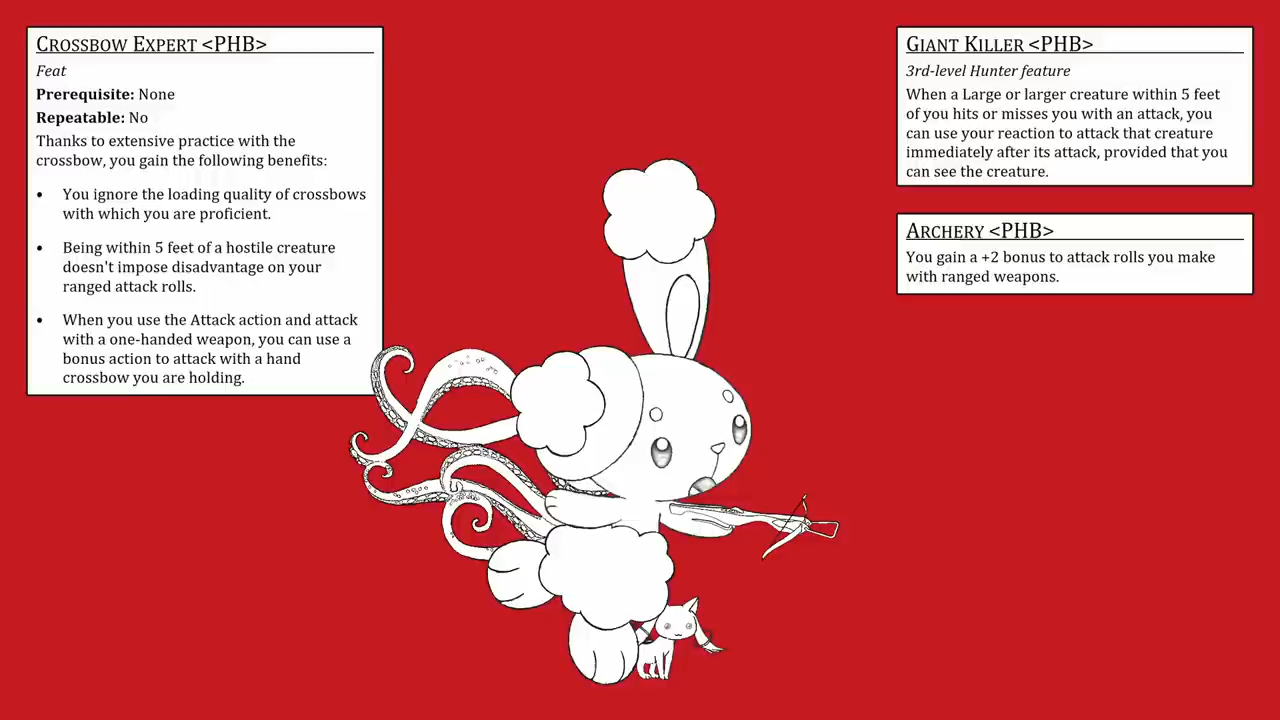 CROSSBOW EXPERT <PHB>
Feat
Prerequisite: None
Repeatable: No
Thanks to extensive practice with the
crossbow, you gain the following benefits:
• You ignore the loading quality of crossbows
with which you are proficient.
• Being within 5 feet of a hostile creature
doesn't impose disadvantage on your
ranged attack rolls.
• When you use the Attack action and attack
with a one-handed weapon, you can use a
bonus action to attack with a hand
crossbow you are holding.
GIANT KILLER <PHB>
3rd-level Hunter feature
When a Large or larger creature within 5 feet
of you hits or misses you with an attack, you
can use your reaction to attack that creature
immediately after its attack, provided that you
can see the creature.
ARCHERY <PHB>
You gain a +2 bonus to attack rolls you make
with ranged weapons.